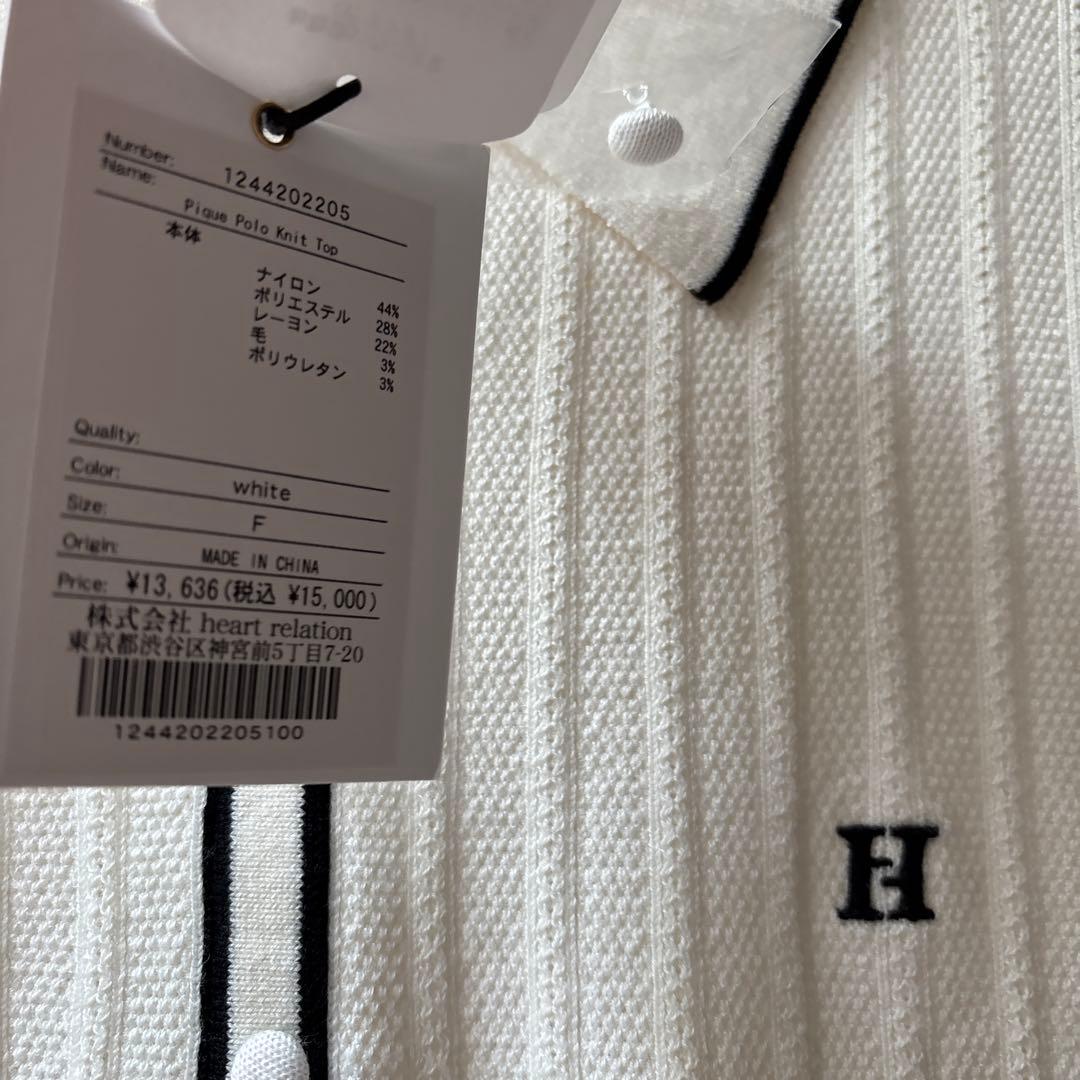 Number: 1244202205
Name: Pique Polo Knit Top
本体
ナイロン 44%
ポリエステル 28%
レーヨン 22%
毛 3%
ポリウレタン 3%
Quality:
Color: white
Size: F
Origin: MADE IN CHINA
Price: ¥13,636(税込 ¥15,000)
株式会社 heart relation
東京都渋谷区神宮前5丁目7-20
1244202205100
H